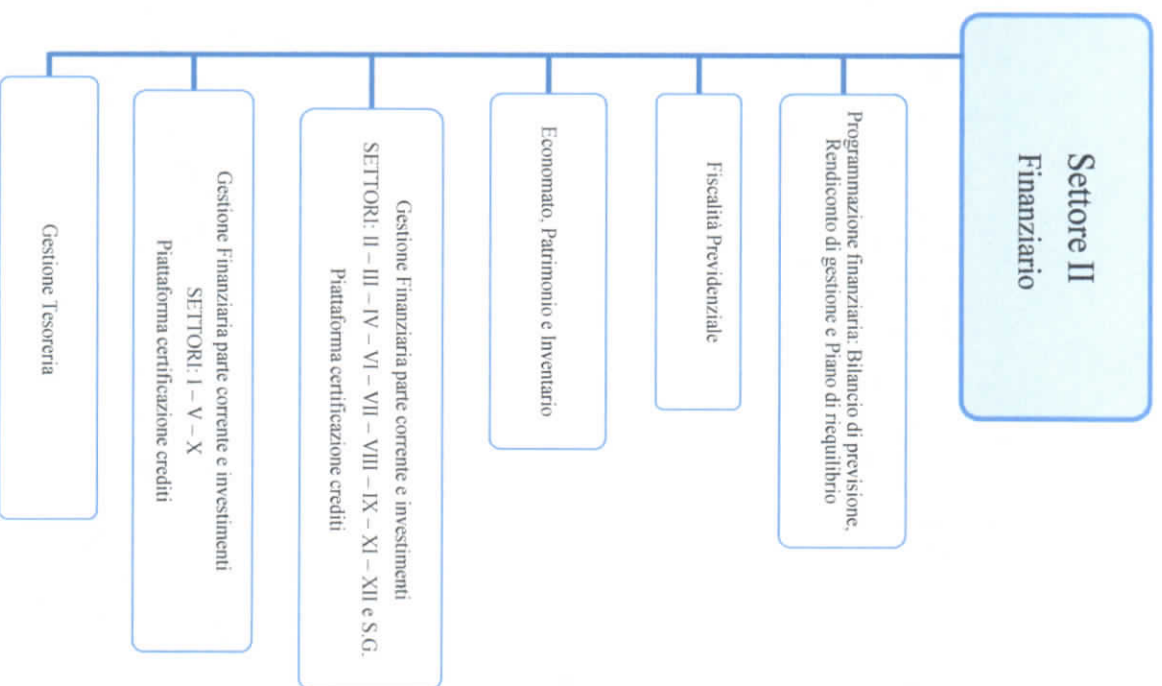 Settore II
Finanziario
Programmazione finanziaria: Bilancio di previsione,
Rendiconto di gestione e Piano di riequilibrio
Fiscalità Previdenziale
Economato, Patrimonio e Inventario
Gestione Finanziaria parte corrente e investimenti
SETTORI: II – III – IV – VI – VII – VIII – IX – XI – XII e S.G.
Piattaforma certificazione crediti
Gestione Finanziaria parte corrente e investimenti
SETTORI: I – V – X
Piattaforma certificazione crediti
Gestione Tesoreria